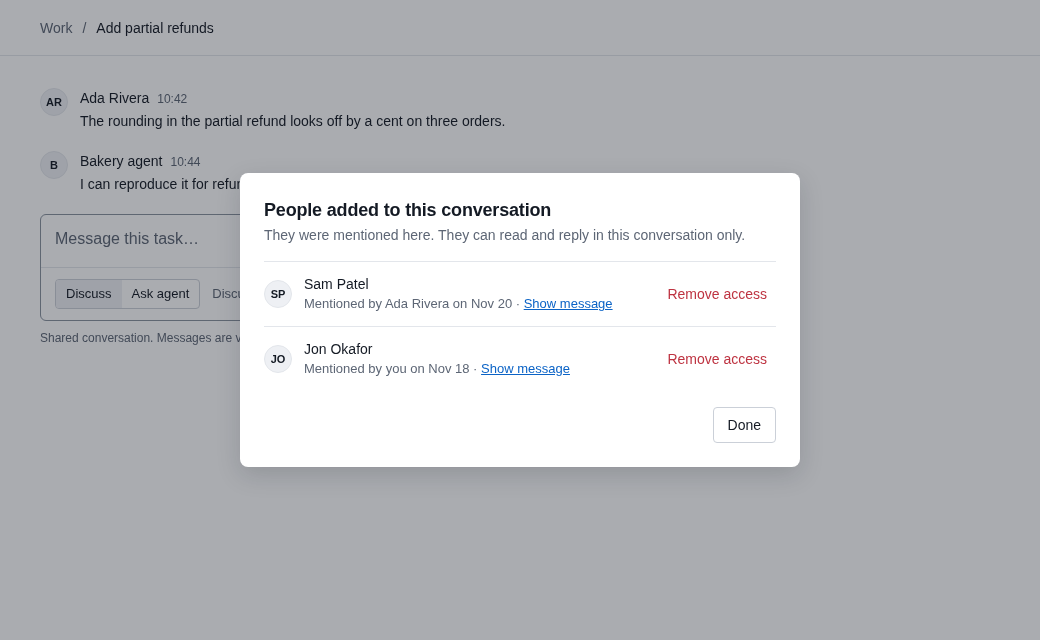 Work / Add partial refunds
AR Ada Rivera 10:42
The rounding in the partial refund looks off by a cent on three orders.
B Bakery agent 10:44
I can reproduce it for
Message this task…
Discuss Ask agent
Shared conversation. Messages are
People added to this conversation
They were mentioned here. They can read and reply in this conversation only.
SP Sam Patel
Mentioned by Ada Rivera on Nov 20 · Show message
Remove access
JO Jon Okafor
Mentioned by you on Nov 18 · Show message
Remove access
Done